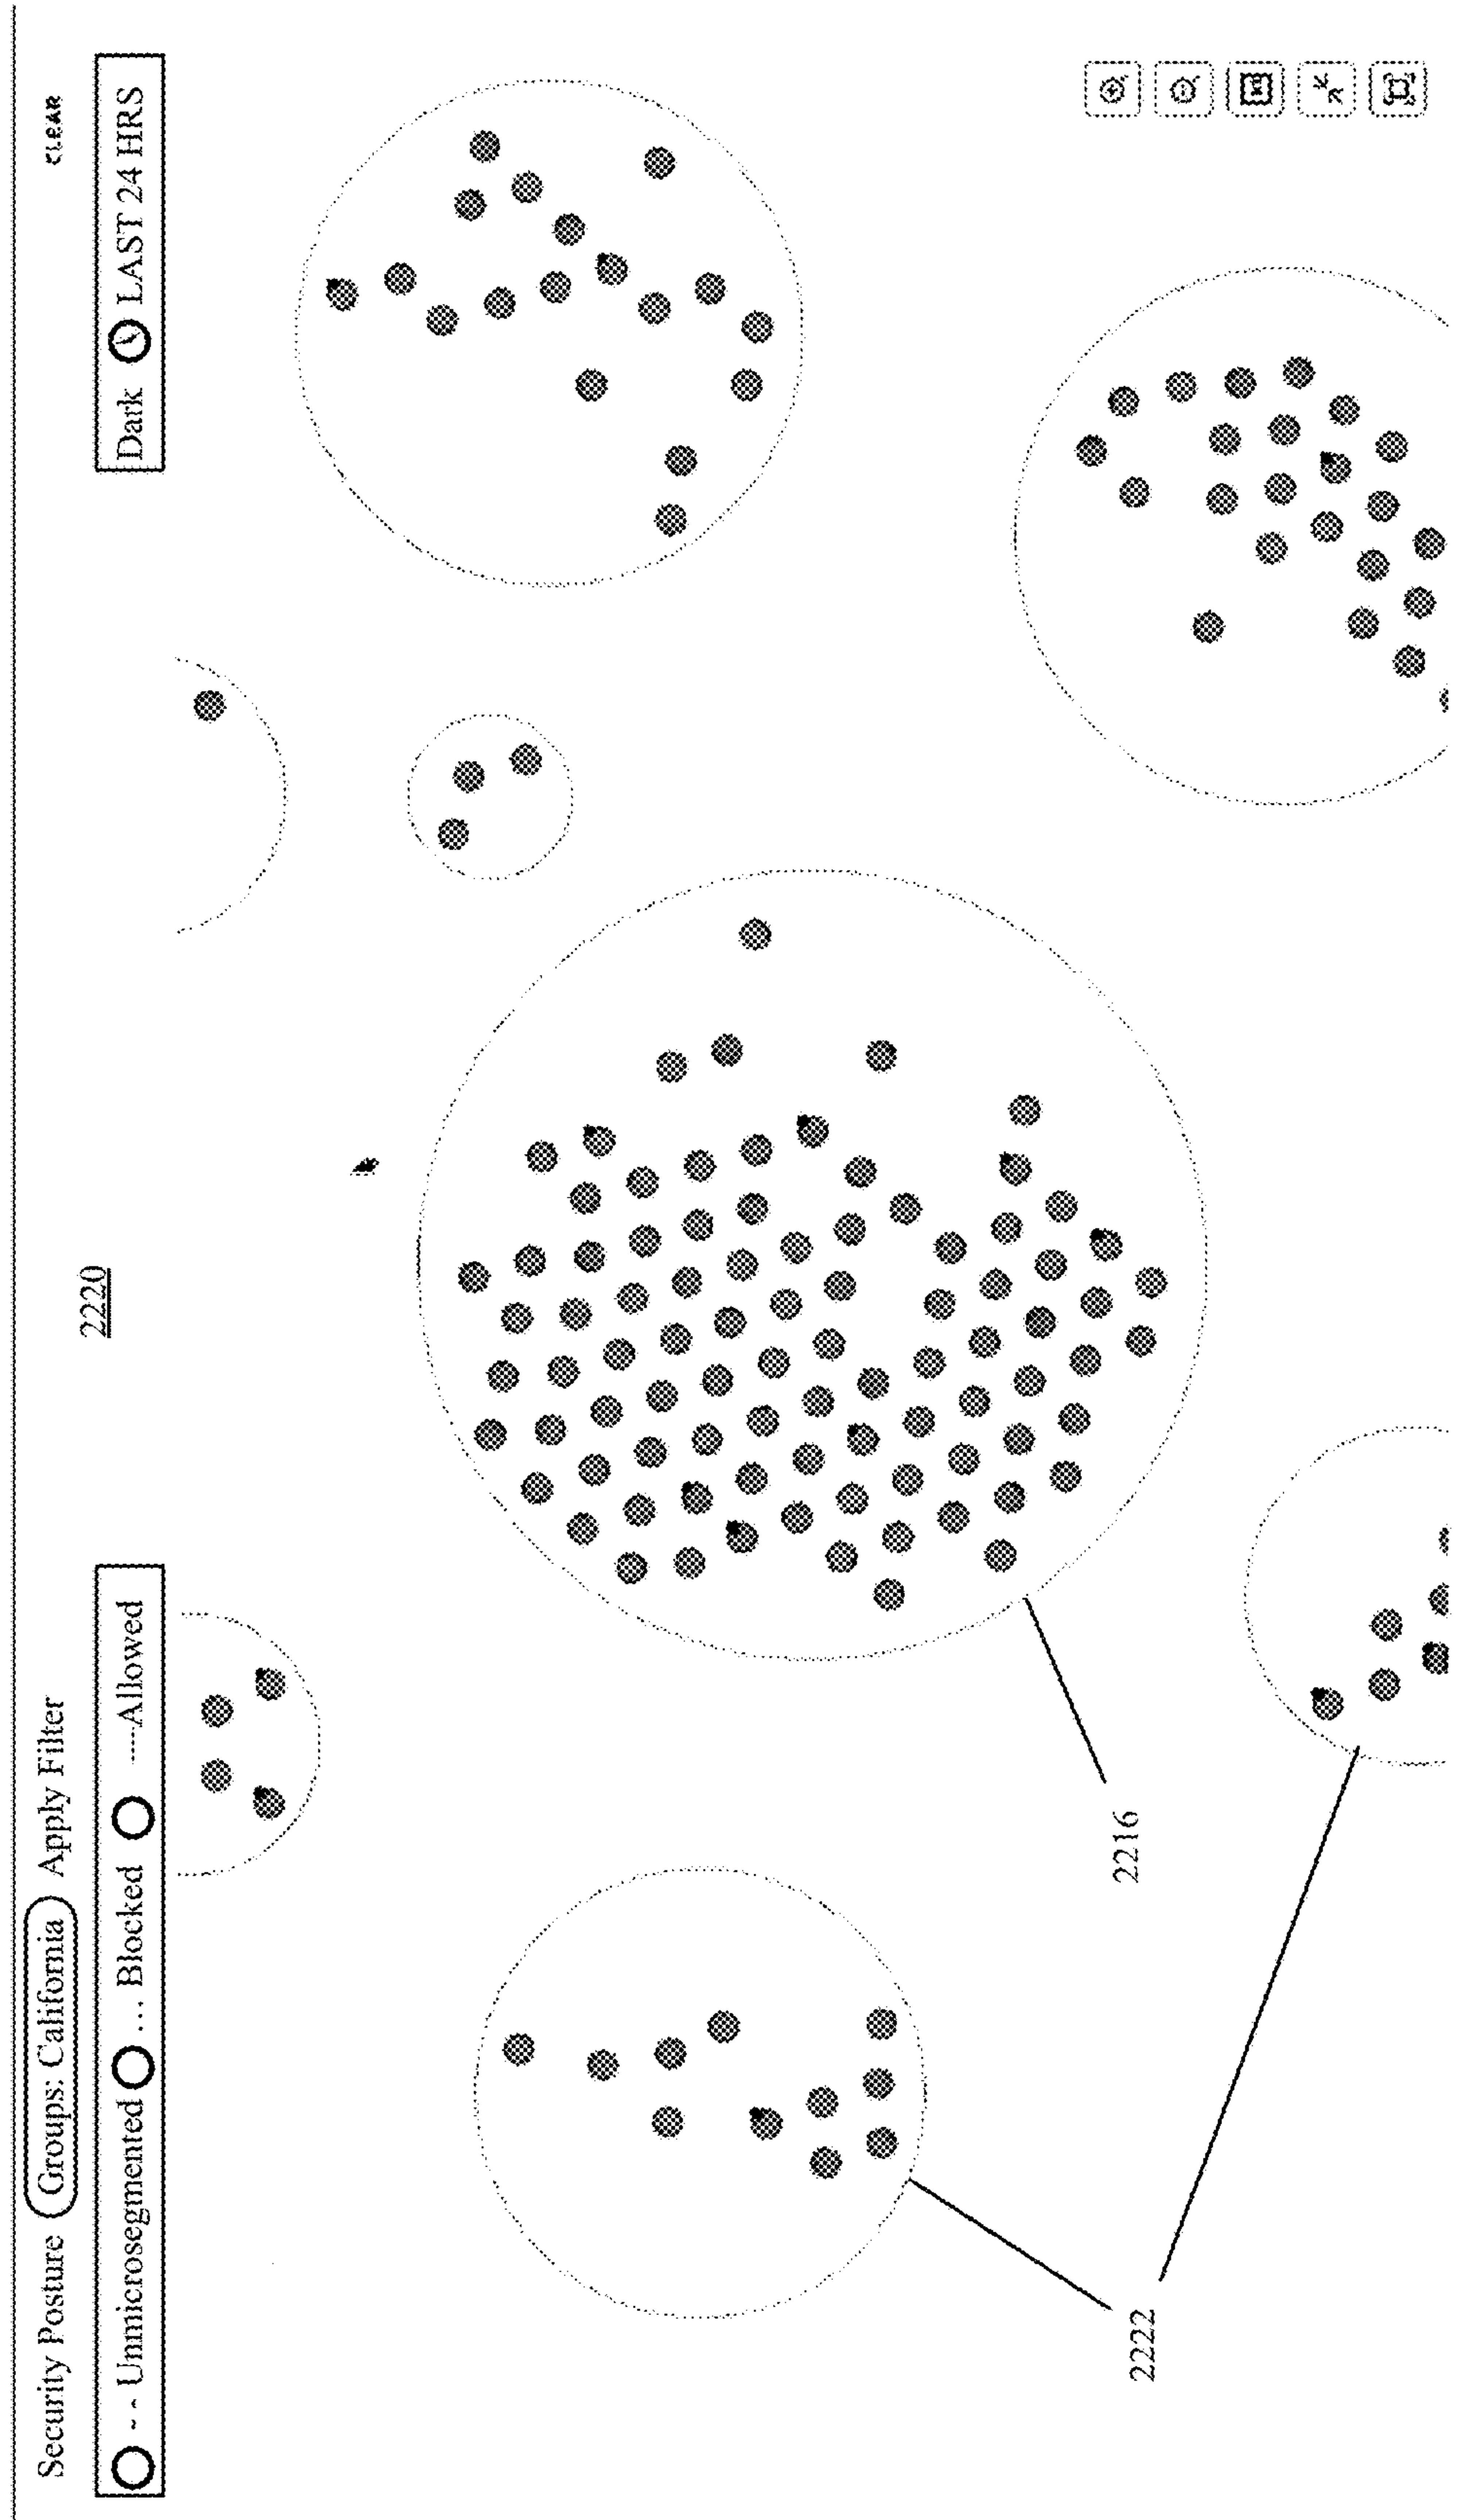 Security Posture Groups: California Apply Filter
CLEAR
- - Unmicrosegmented ... Blocked ----Allowed
2220
Dark LAST 24 HRS
2216
2222